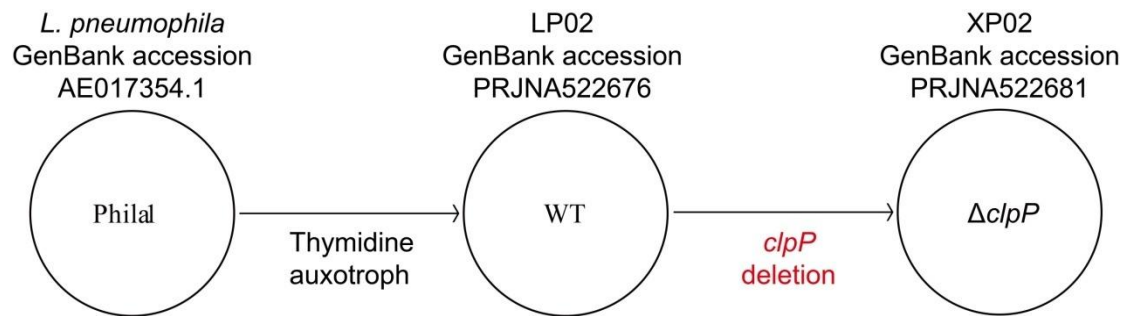 L. pneumophila
GenBank accession
AE017354.1
LP02
GenBank accession
PRJNA522676
XP02
GenBank accession
PRJNA522681
Phila1
Thymidine
auxotroph
WT
clpP
deletion
ΔclpP